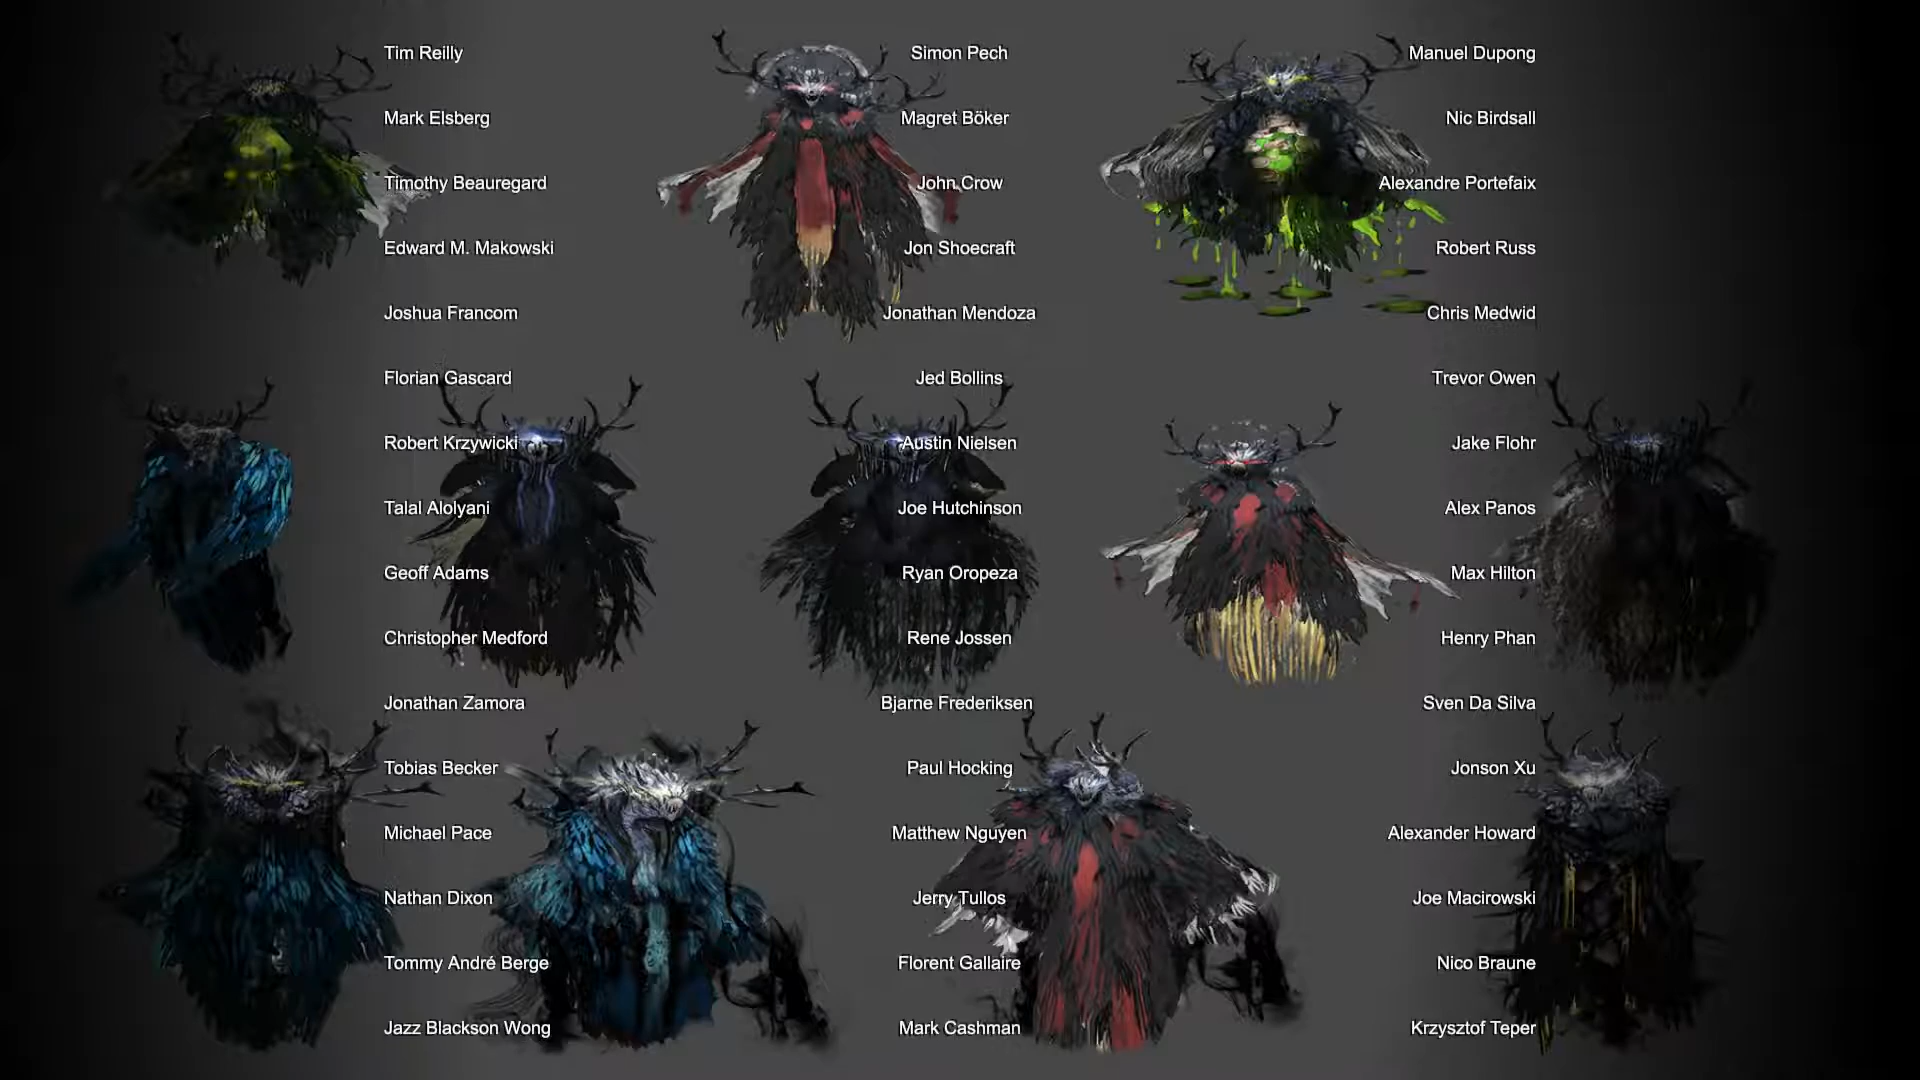 Tim Reilly
Simon Pech
Manuel Dupong
Mark Elsberg
Magret Böker
Nic Birdsall
Timothy Beauregard
John Crow
Alexandre Portefaix
Edward M. Makowski
Jon Shoecraft
Robert Russ
Joshua Francom
Jonathan Mendoza
Chris Medwid
Florian Gascard
Jed Bollins
Trevor Owen
Robert Krzywicki
Austin Nielsen
Jake Flohr
Talal Alolyani
Joe Hutchinson
Alex Panos
Geoff Adams
Ryan Oropeza
Max Hilton
Christopher Medford
Rene Jossen
Henry Phan
Jonathan Zamora
Bjarne Frederiksen
Sven Da Silva
Tobias Becker
Paul Hocking
Jonson Xu
Michael Pace
Matthew Nguyen
Alexander Howard
Nathan Dixon
Jerry Tullos
Joe Macirowski
Tommy André Berge
Florent Gallaire
Nico Braune
Jazz Blackson Wong
Mark Cashman
Krzysztof Teper